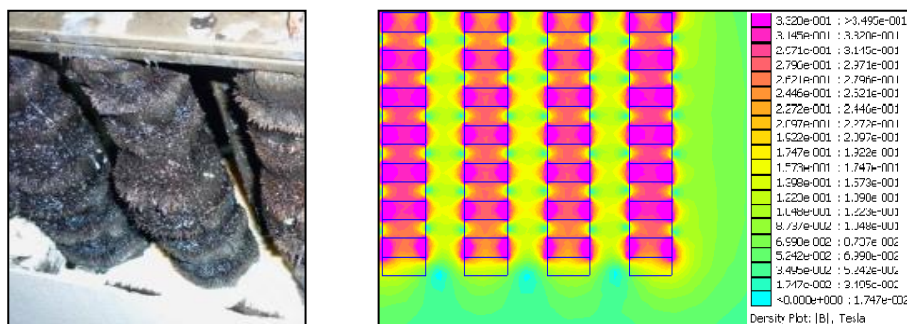 3.320e-001 : >3.495e-001
3.145e-001 : 3.320e-001
2.971e-001 : 3.145e-001
2.796e-001 : 2.971e-001
2.621e-001 : 2.796e-001
2.446e-001 : 2.621e-001
2.272e-001 : 2.446e-001
2.097e-001 : 2.272e-001
1.922e-001 : 2.097e-001
1.747e-001 : 1.922e-001
1.573e-001 : 1.747e-001
1.398e-001 : 1.573e-001
1.223e-001 : 1.398e-001
1.048e-001 : 1.223e-001
8.737e-002 : 1.048e-001
6.990e-002 : 8.737e-002
5.242e-002 : 6.990e-002
3.495e-002 : 5.242e-002
1.747e-002 : 3.495e-002
<0.000e+000 : 1.747e-002
Density Plot: |B|, Tesla